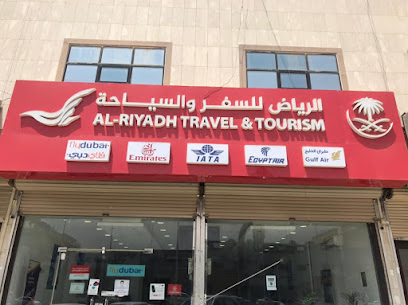 الرياض للسفر والسياحة
AL-RIYADH TRAVEL & TOURISM
flydubai
فلاي دبي
Emirates
IATA
EGYPTAIR
طيران الخليج
Gulf Air
flydubai